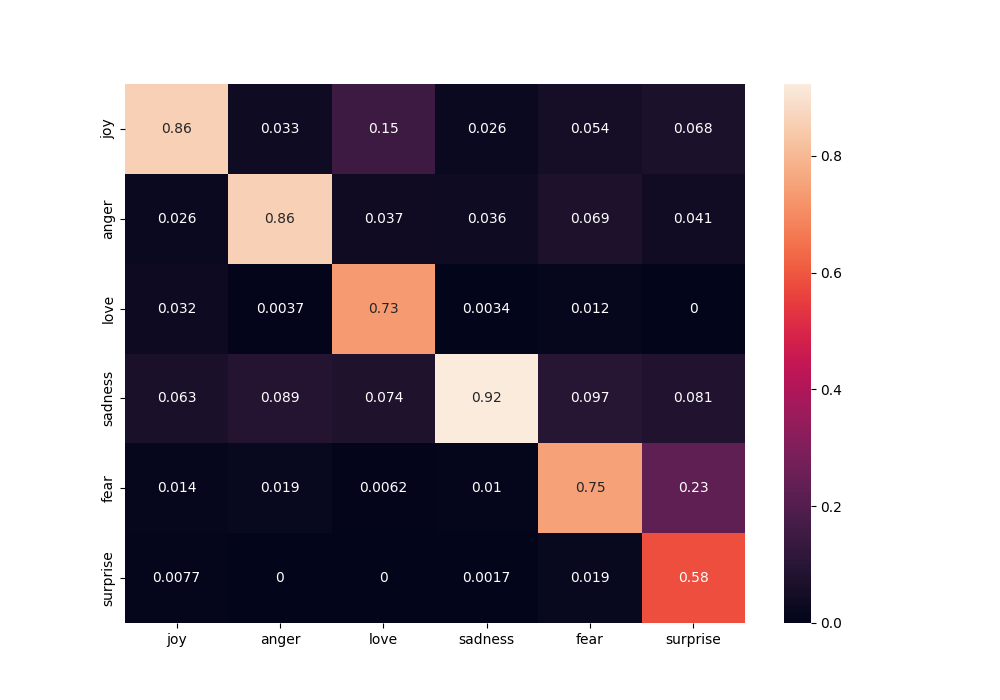 joy 0.86 0.033 0.15 0.026 0.054 0.068
0.8
anger 0.026 0.86 0.037 0.036 0.069 0.041
0.6
love 0.032 0.0037 0.73 0.0034 0.012 0
0.4
sadness 0.063 0.089 0.074 0.92 0.097 0.081
fear 0.014 0.019 0.0062 0.01 0.75 0.23
0.2
surprise 0.0077 0 0 0.0017 0.019 0.58
0.0
joy anger love sadness fear surprise